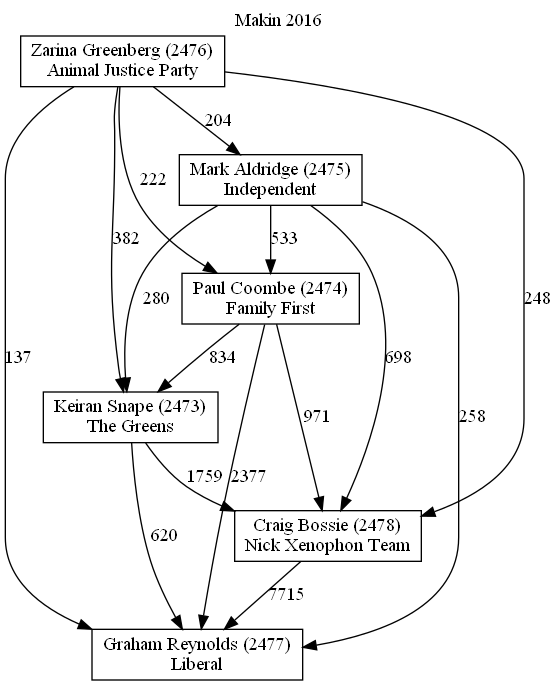 Makin 2016
Zarina Greenberg (2476)
Animal Justice Party
204
Mark Aldridge (2475)
Independent
222
382
533
280
Paul Coombe (2474)
Family First
248
137
834
698
Keiran Snape (2473)
The Greens
971
258
1759
2377
620
Craig Bossie (2478)
Nick Xenophon Team
7715
Graham Reynolds (2477)
Liberal